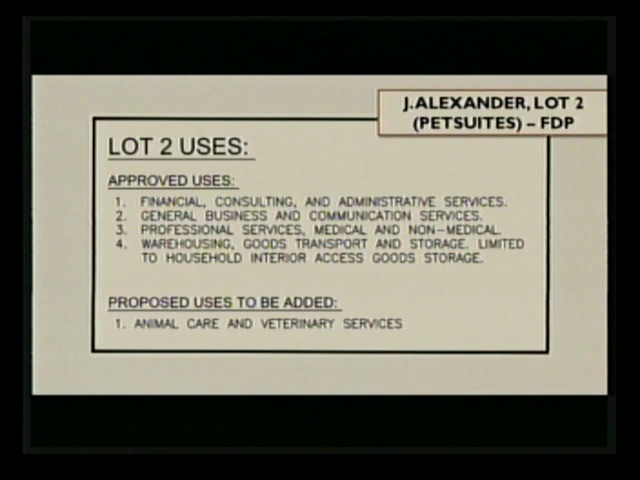 J.ALEXANDER, LOT 2
(PETSUITES) – FDP
LOT 2 USES:
APPROVED USES:
1. FINANCIAL, CONSULTING, AND ADMINISTRATIVE SERVICES.
2. GENERAL BUSINESS AND COMMUNICATION SERVICES.
3. PROFESSIONAL SERVICES, MEDICAL AND NON-MEDICAL.
4. WAREHOUSING, GOODS TRANSPORT AND STORAGE. LIMITED
TO HOUSEHOLD INTERIOR ACCESS GOODS STORAGE.
PROPOSED USES TO BE ADDED:
1. ANIMAL CARE AND VETERINARY SERVICES